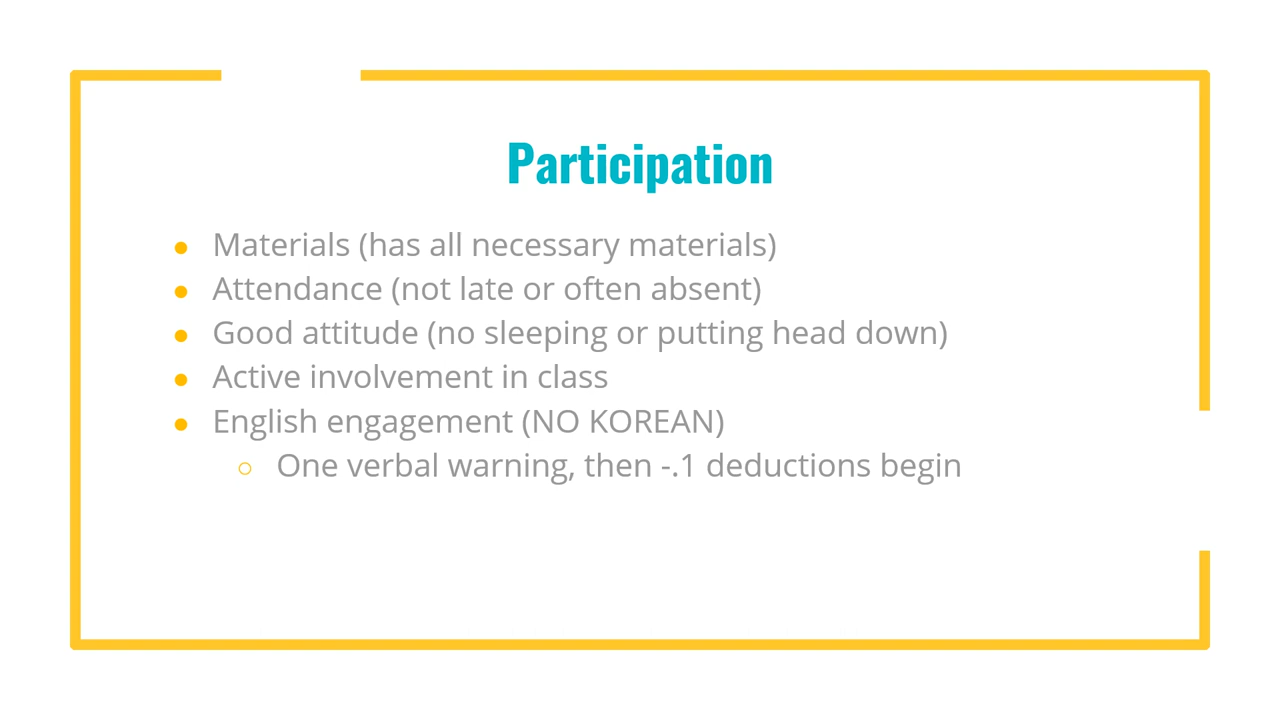 Participation
● Materials (has all necessary materials)
● Attendance (not late or often absent)
● Good attitude (no sleeping or putting head down)
● Active involvement in class
● English engagement (NO KOREAN)
○ One verbal warning, then -.1 deductions begin